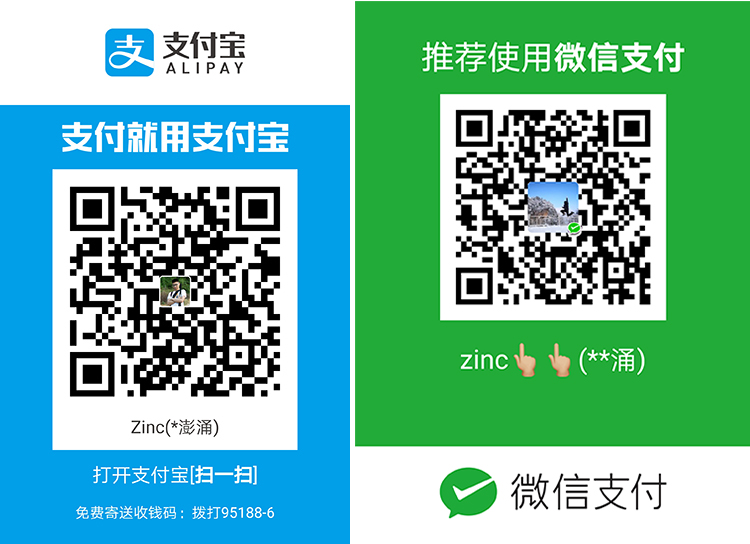 支
支付宝
ALIPAY
支付就用支付宝
Zinc(*澎涌)
打开支付宝[扫一扫]
免费寄送收钱码：拨打95188-6
推荐使用微信支付
zinc👆🏼👆🏼(**涌)
微信支付